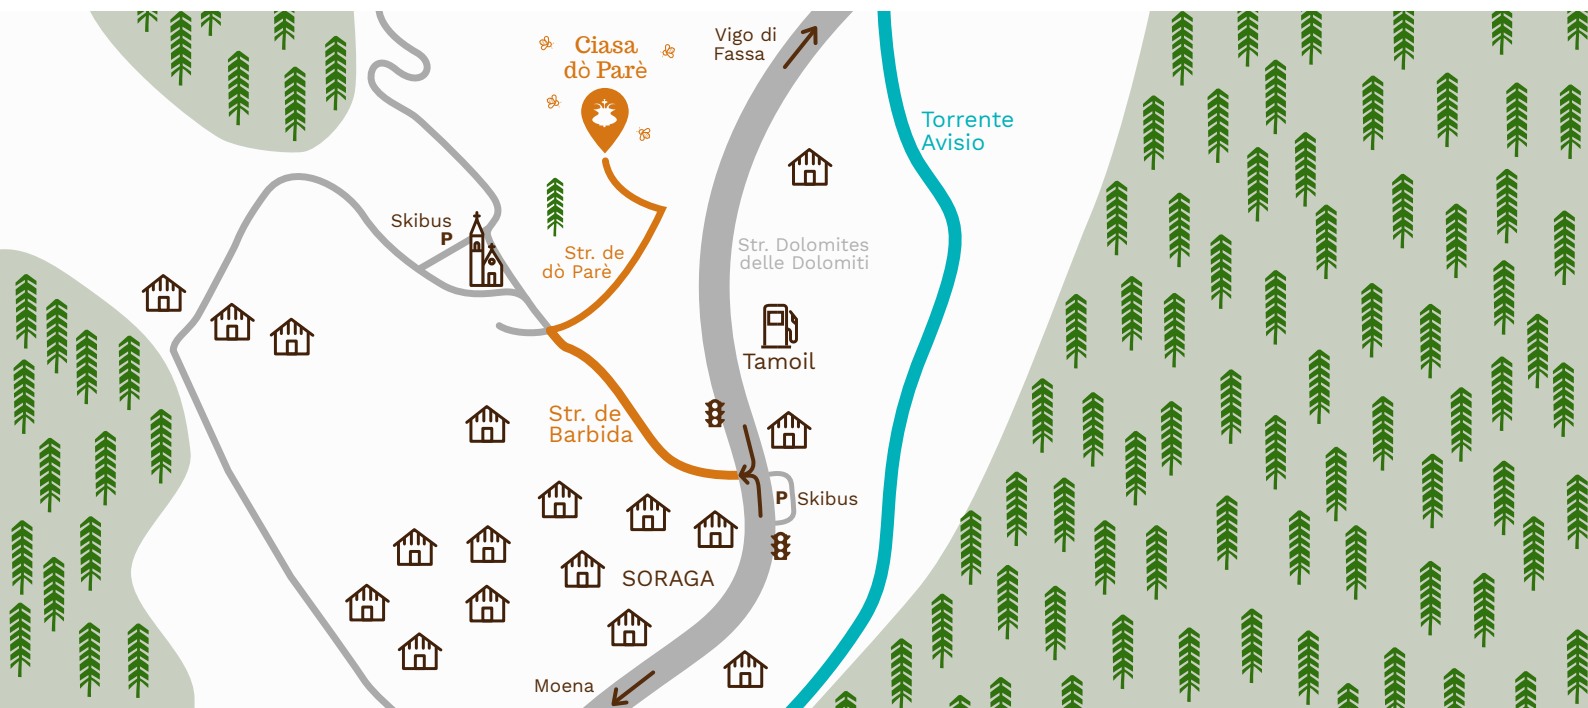 Vigo di
Fassa
Ciasa
dò Parè
Torrente
Avisio
Skibus
P
Str. de
dò Parè
Str. Dolomites
delle Dolomiti
Tamoil
Str. de
Barbida
P Skibus
SORAGA
Moena